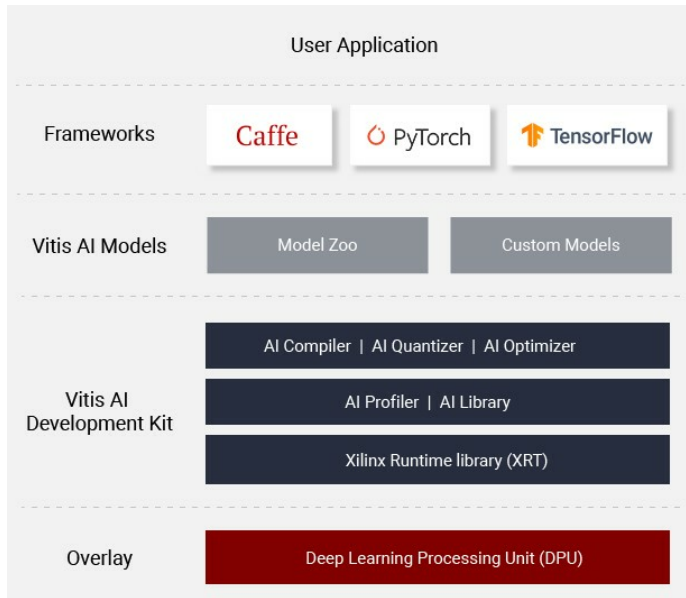 User Application
Frameworks
Caffe
PyTorch
TensorFlow
Vitis AI Models
Model Zoo
Custom Models
Vitis AI
Development Kit
AI Compiler | AI Quantizer | AI Optimizer
AI Profiler | AI Library
Xilinx Runtime library (XRT)
Overlay
Deep Learning Processing Unit (DPU)